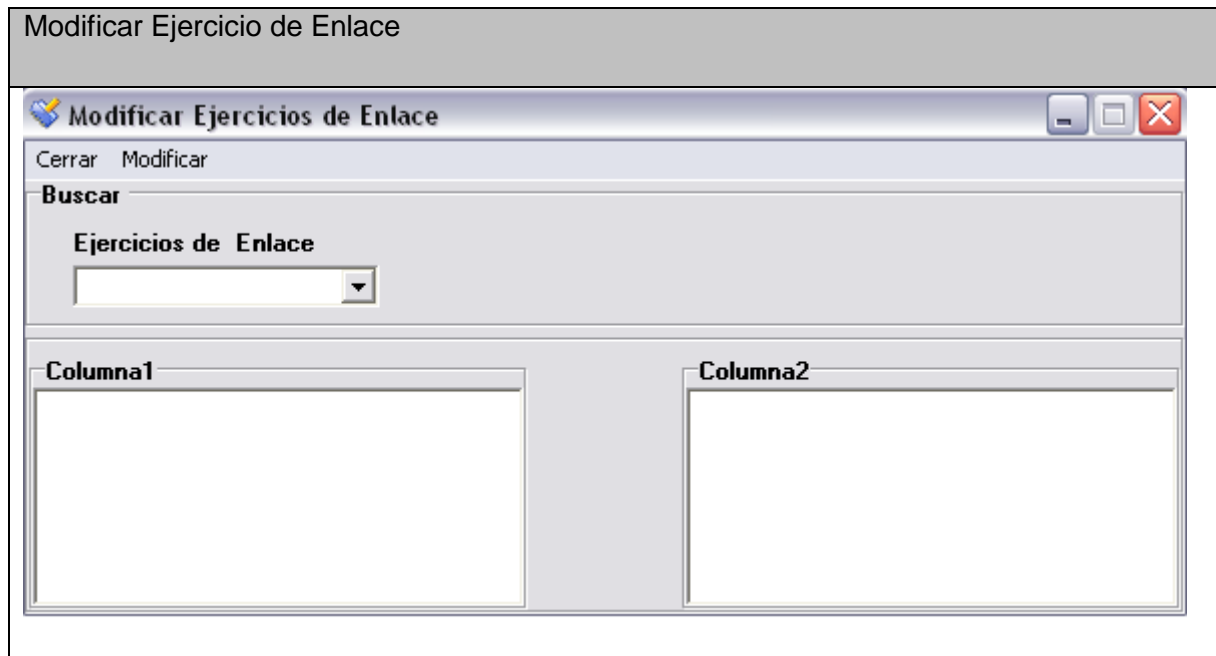 Modificar Ejercicio de Enlace
Modificar Ejercicios de Enlace
Cerrar Modificar
Buscar
Ejercicios de Enlace
Columna1 Columna2